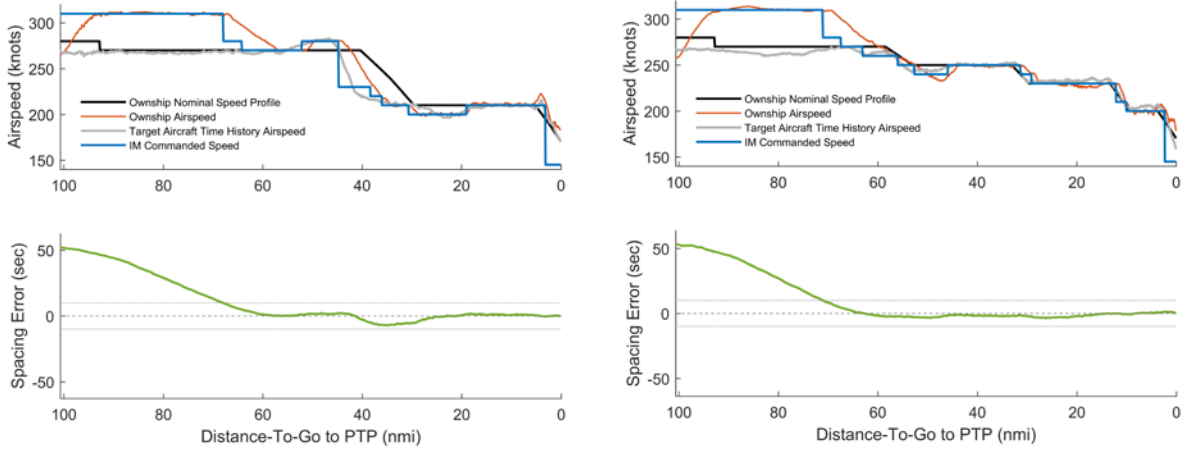 300
250
200
150
Airspeed (knots)
Ownship Nominal Speed Profile
Ownship Airspeed
Target Aircraft Time History Airspeed
IM Commanded Speed
100 80 60 40 20 0
300
250
200
150
Airspeed (knots)
Ownship Nominal Speed Profile
Ownship Airspeed
Target Aircraft Time History Airspeed
IM Commanded Speed
100 80 60 40 20 0
50
0
-50
Spacing Error (sec)
100 80 60 40 20 0
Distance-To-Go to PTP (nmi)
50
0
-50
Spacing Error (sec)
100 80 60 40 20 0
Distance-To-Go to PTP (nmi)